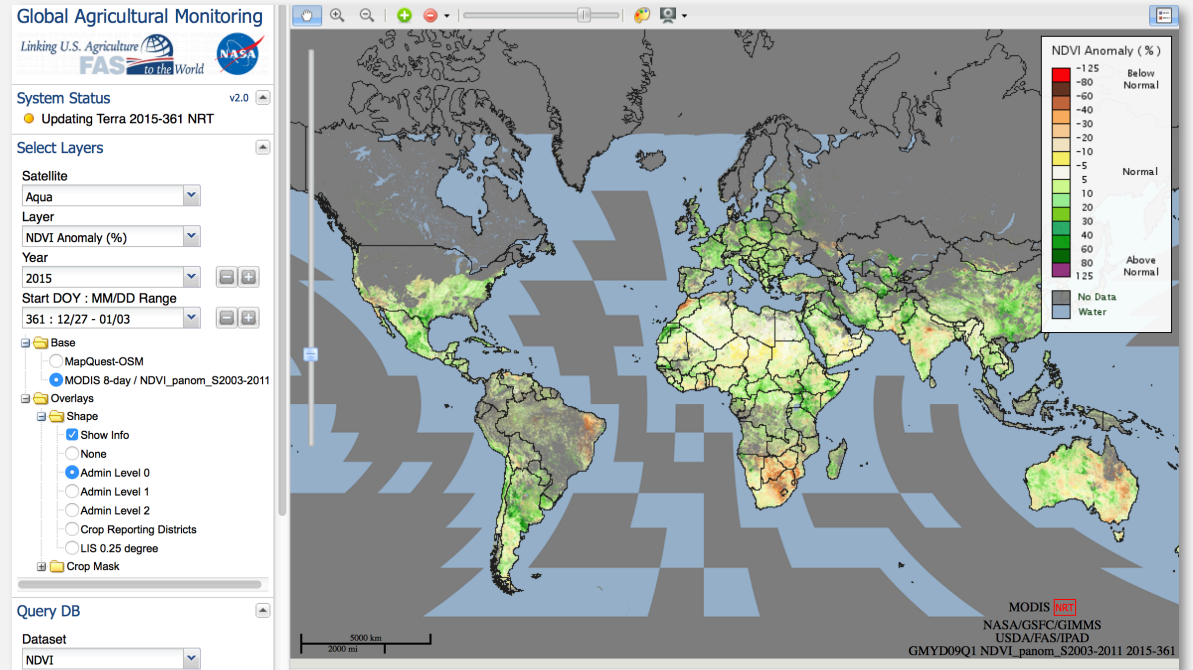 Global Agricultural Monitoring
Linking U.S. Agriculture
FAS
to the World
NASA
System Status
v2.0
Updating Terra 2015-361 NRT
Select Layers
Satellite
Aqua
Layer
NDVI Anomaly (%)
Year
2015
Start DOY : MM/DD Range
361 : 12/27 - 01/03
Base
MapQuest-OSM
MODIS 8-day / NDVI_panom_S2003-2011
Overlays
Shape
Show Info
None
Admin Level 0
Admin Level 1
Admin Level 2
Crop Reporting Districts
LIS 0.25 degree
Crop Mask
Query DB
Dataset
NDVI
NDVI Anomaly (%)
-125
-80
-60
-40
-30
-20
-10
-5
5
10
20
30
40
60
80
125
Below
Normal
Normal
Above
Normal
No Data
Water
5000 km
2000 mi
MODIS NRT
NASA/GSFC/GIMMS
USDA/FAS/IPAD
GMYD09Q1 NDVI_panom_S2003-2011 2015-361